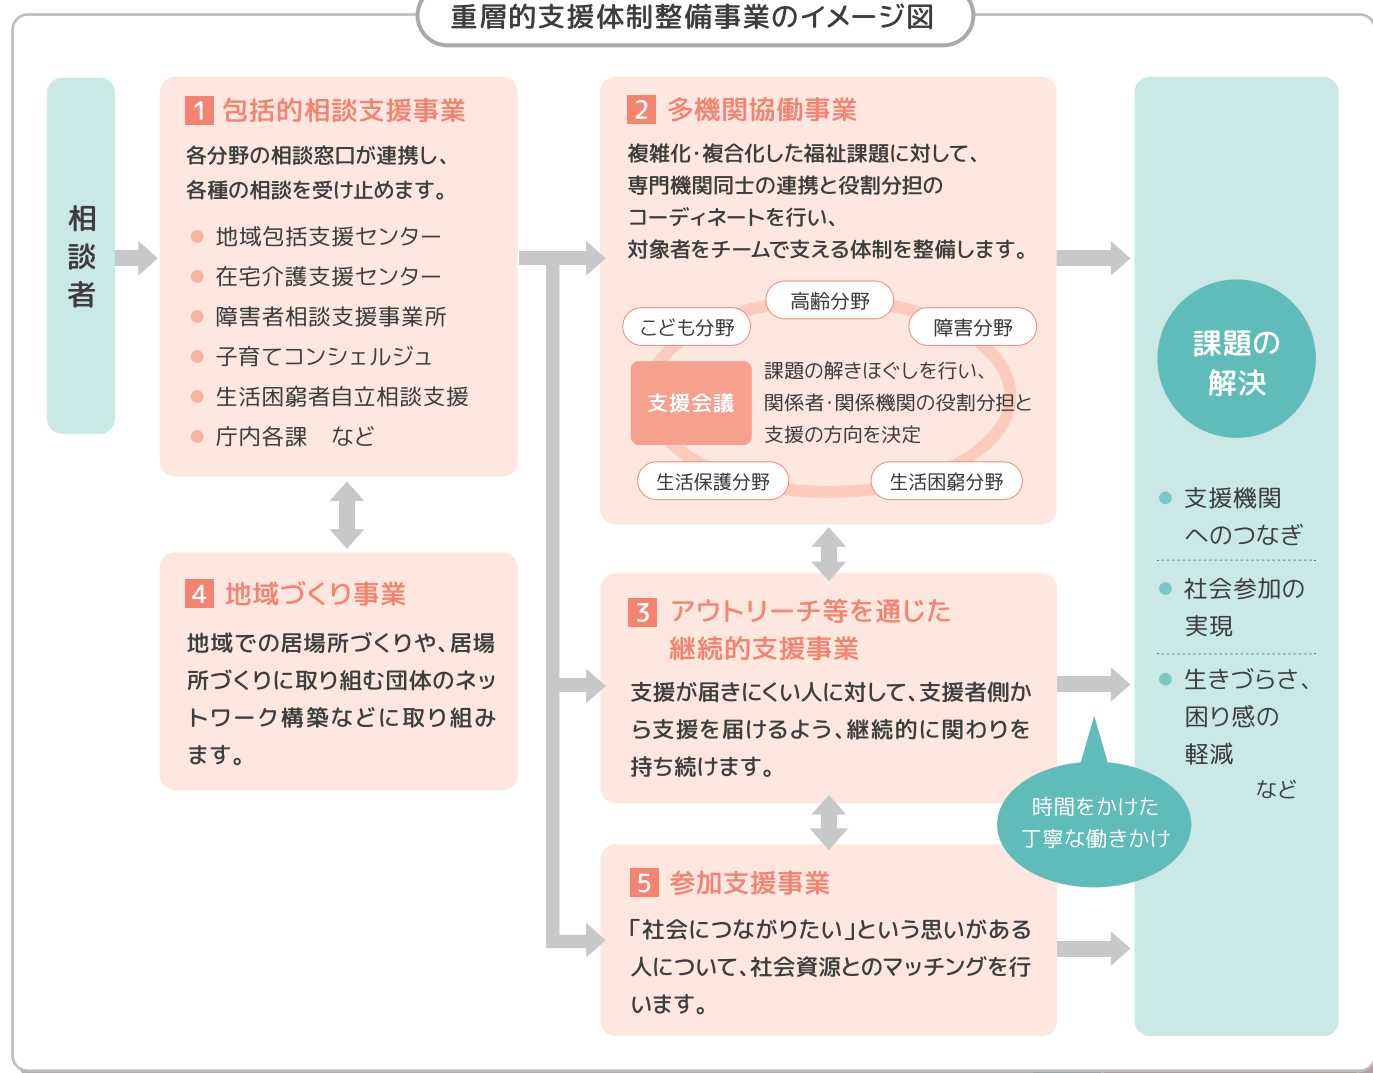 重層的支援体制整備事業のイメージ図
相談者
1 包括的相談支援事業
各分野の相談窓口が連携し、
各種の相談を受け止めます。
● 地域包括支援センター
● 在宅介護支援センター
● 障害者相談支援事業所
● 子育てコンシェルジュ
● 生活困窮者自立相談支援
● 庁内各課　など
2 多機関協働事業
複雑化・複合化した福祉課題に対して、
専門機関同士の連携と役割分担の
コーディネートを行い、
対象者をチームで支える体制を整備します。
高齢分野
こども分野
障害分野
支援会議
課題の解きほぐしを行い、
関係者・関係機関の役割分担と
支援の方向を決定
生活保護分野
生活困窮分野
3 アウトリーチ等を通じた
継続的支援事業
支援が届きにくい人に対して、支援者側か
ら支援を届けるよう、継続的に関わりを
持ち続けます。
4 地域づくり事業
地域での居場所づくりや、居場
所づくりに取り組む団体のネッ
トワーク構築などに取り組み
ます。
5 参加支援事業
「社会につながりたい」という思いがある
人について、社会資源とのマッチングを行
います。
時間をかけた
丁寧な働きかけ
課題の
解決
● 支援機関
へのつなぎ
● 社会参加の
実現
● 生きづらさ、
困り感の
軽減
など